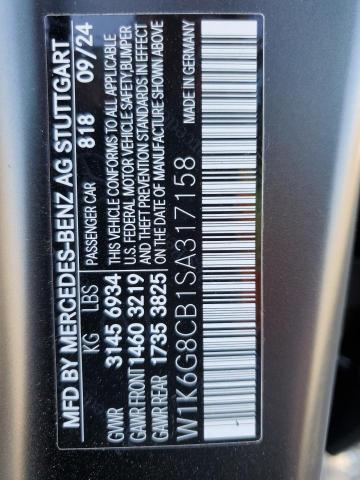 MFD BY MERCEDES-BENZ AG STUTTGART
818 09/24
PASSENGER CAR
KG LBS
GVWR 3145 6934
GAWR FRONT 1460 3219
GAWR REAR 1735 3825
THIS VEHICLE CONFORMS TO ALL APPLICABLE
U.S. FEDERAL MOTOR VEHICLE SAFETY, BUMPER
AND THEFT PREVENTION STANDARDS IN EFFECT
ON THE DATE OF MANUFACTURE SHOWN ABOVE
MADE IN GERMANY
W1K6G8CB1SA317158